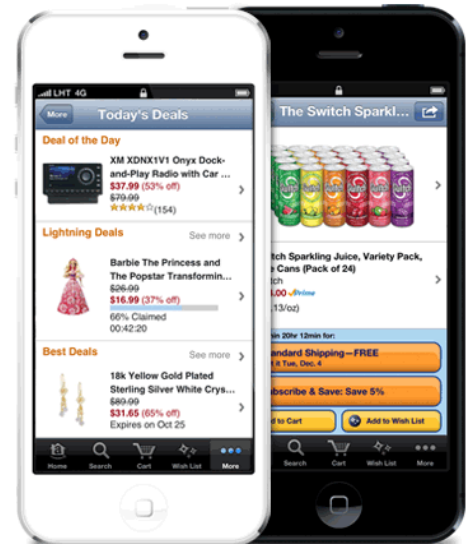 LHT 4G
More
Today's Deals
Deal of the Day
XM XDNX1V1 Onyx Dock-
and-Play Radio with Car ...
$37.99 (53% off)
$79.99
(154)
Lightning Deals
See more
Barbie The Princess and
The Popstar Transformin...
$26.99
$16.99 (37% off)
66% Claimed
00:42:20
Best Deals
See more
18k Yellow Gold Plated
Sterling Silver White Crys...
$89.99
$31.65 (65% off)
Expires on Oct 25
Home
Search
Cart
Wish List
More
The Switch Sparkl...
tch Sparkling Juice, Variety Pack,
e Cans (Pack of 24)
tch
.00 Prime
.13/oz)
in 20hr 12min for:
andard Shipping—FREE
it Tue, Dec. 4
bscribe & Save: Save 5%
d to Cart
Add to Wish List
Search
Cart
Wish List
More